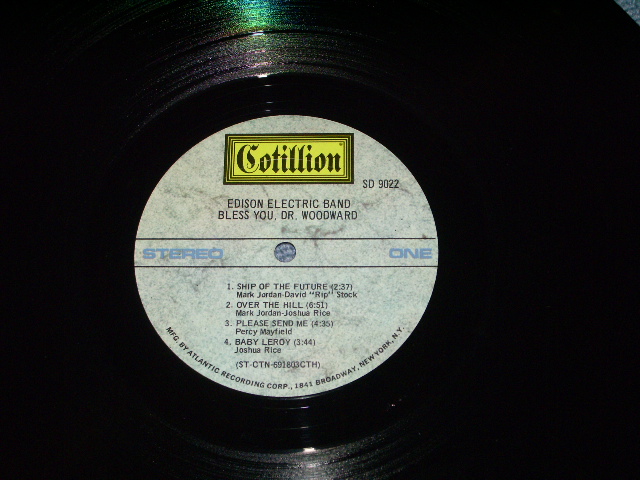 Cotillion
SD 9022
EDISON ELECTRIC BAND
BLESS YOU, DR. WOODWARD
STEREO ONE
1. SHIP OF THE FUTURE (2:37)
Mark Jordan-David "Rip" Stock
2. OVER THE HILL (6:51)
Mark Jordan-Joshua Rice
3. PLEASE SEND ME (4:35)
Percy Mayfield
4. BABY LEROY (3:44)
Joshua Rice
(ST-CTN-691803CTH)
MFG. BY ATLANTIC RECORDING CORP., 1841 BROADWAY, NEW YORK, N.Y.